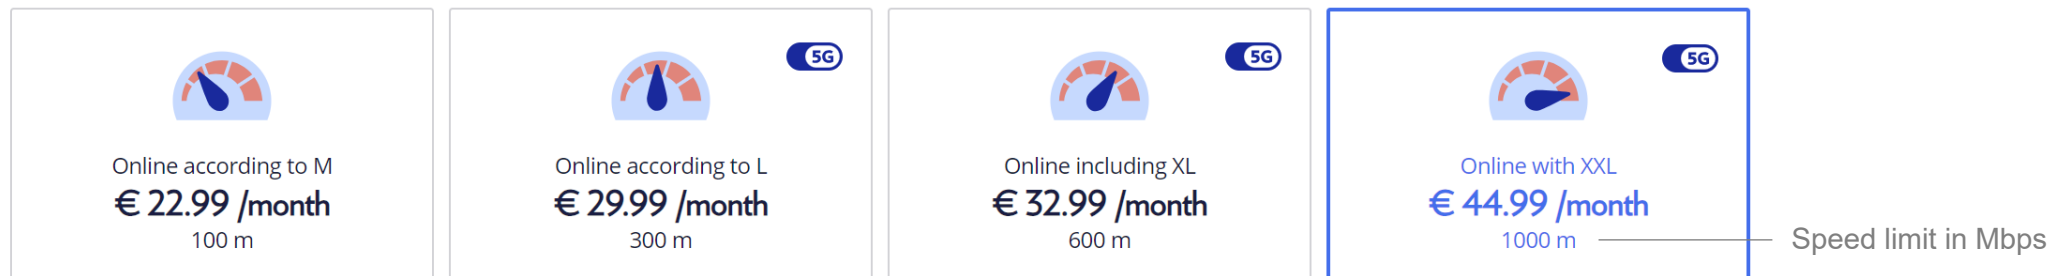 Online according to M
€ 22.99 /month
100 m
5G
Online according to L
€ 29.99 /month
300 m
5G
Online including XL
€ 32.99 /month
600 m
5G
Online with XXL
€ 44.99 /month
1000 m
Speed limit in Mbps